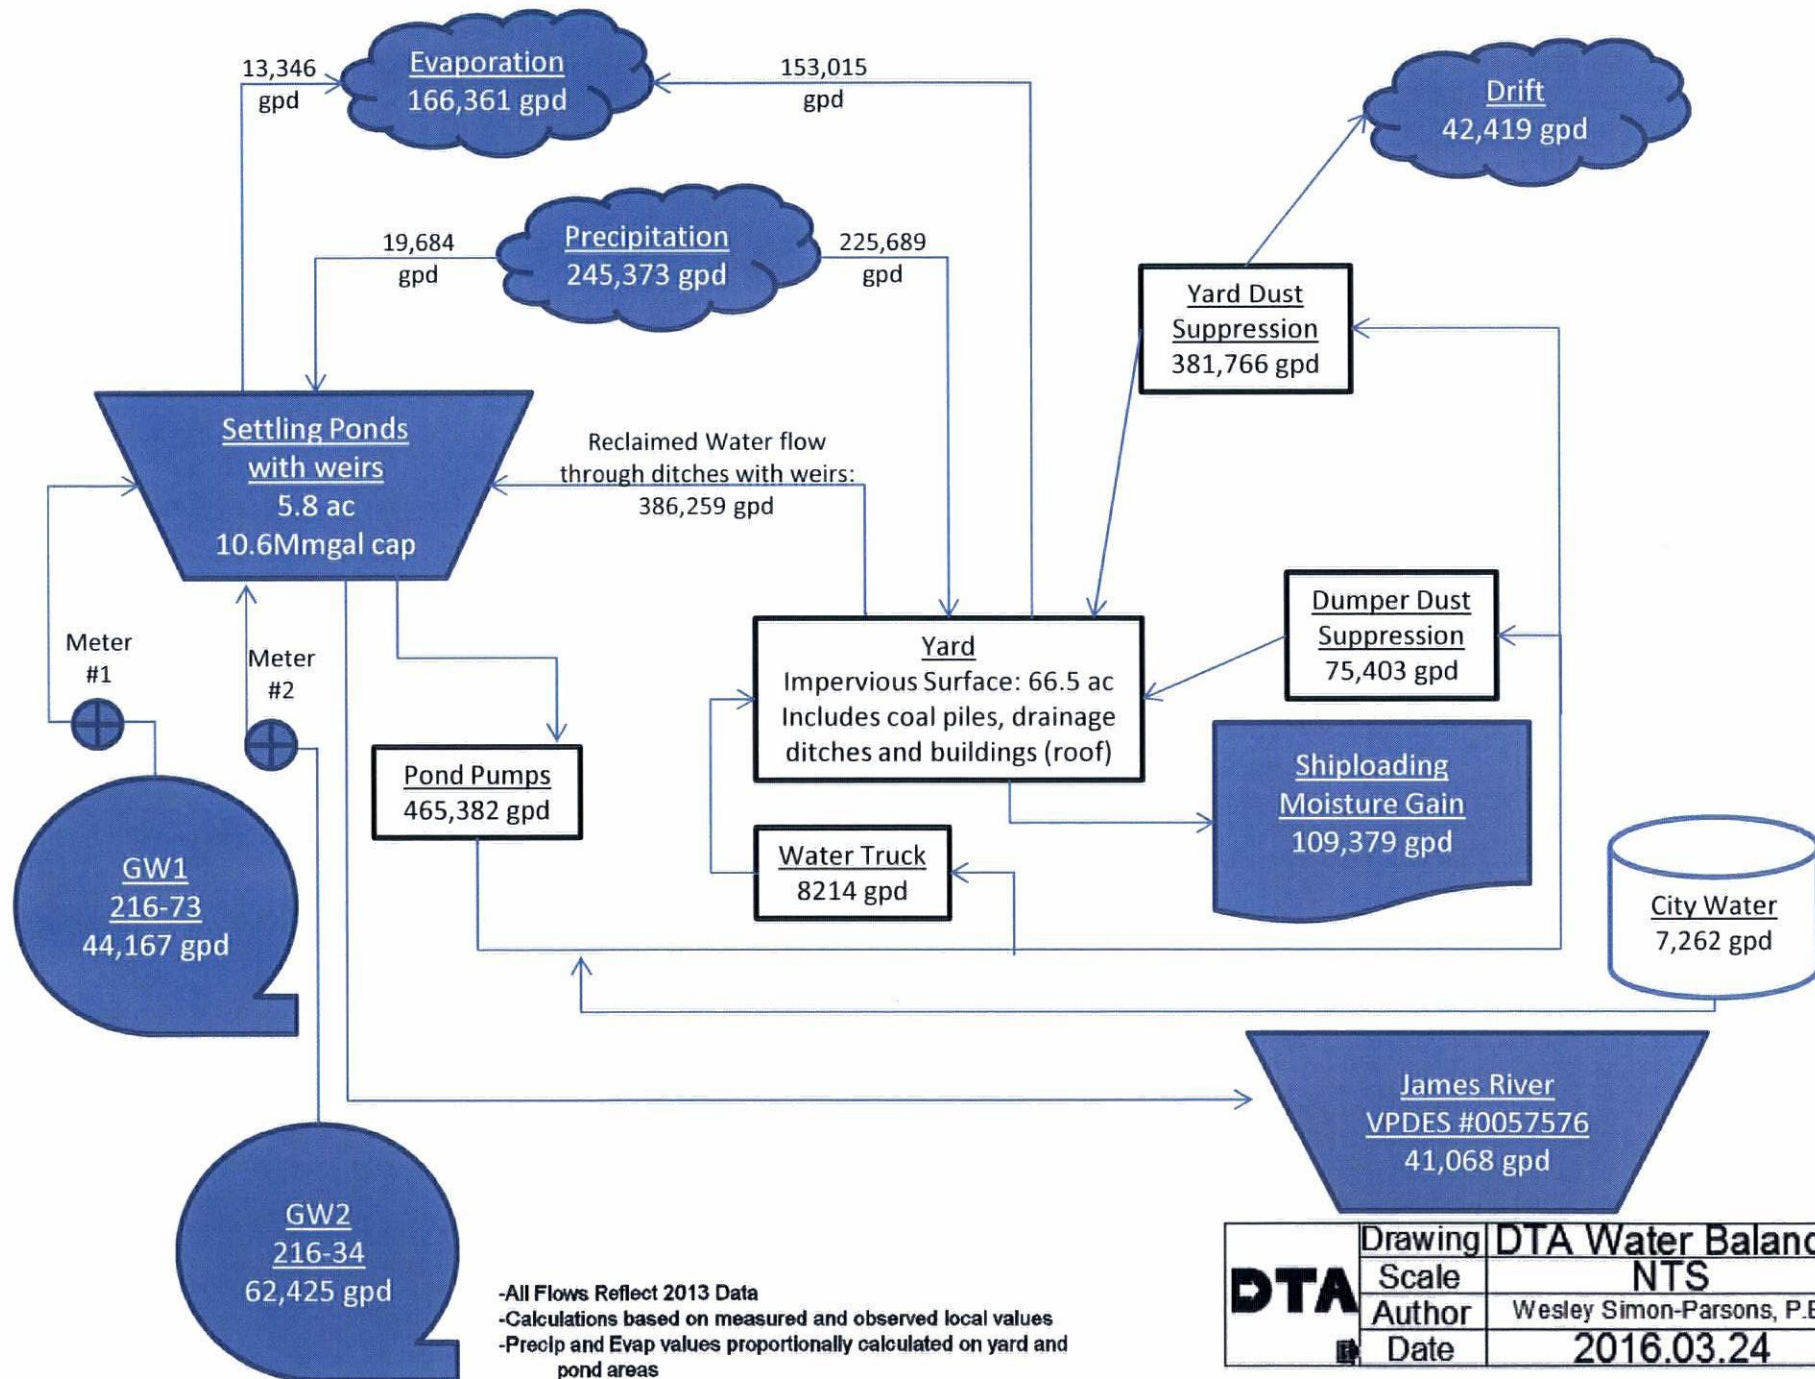 13,346
gpd
Evaporation
166,361 gpd
153,015
gpd
Drift
42,419 gpd
19,684
gpd
Precipitation
245,373 gpd
225,689
gpd
Yard Dust
Suppression
381,766 gpd
Settling Ponds
with weirs
5.8 ac
10.6Mmgal cap
Reclaimed Water flow
through ditches with weirs:
386,259 gpd
Meter
#1
Meter
#2
Yard
Impervious Surface: 66.5 ac
Includes coal piles, drainage
ditches and buildings (roof)
Dumper Dust
Suppression
75,403 gpd
Pond Pumps
465,382 gpd
Shiploading
Moisture Gain
109,379 gpd
Water Truck
8214 gpd
GW1
216-73
44,167 gpd
City Water
7,262 gpd
James River
VPDES #0057576
41,068 gpd
GW2
216-34
62,425 gpd
-All Flows Reflect 2013 Data
-Calculations based on measured and observed local values
-Precip and Evap values proportionally calculated on yard and
pond areas
DTA
Drawing DTA Water Balanc
Scale NTS
Author Wesley Simon-Parsons, P.E
Date 2016.03.24